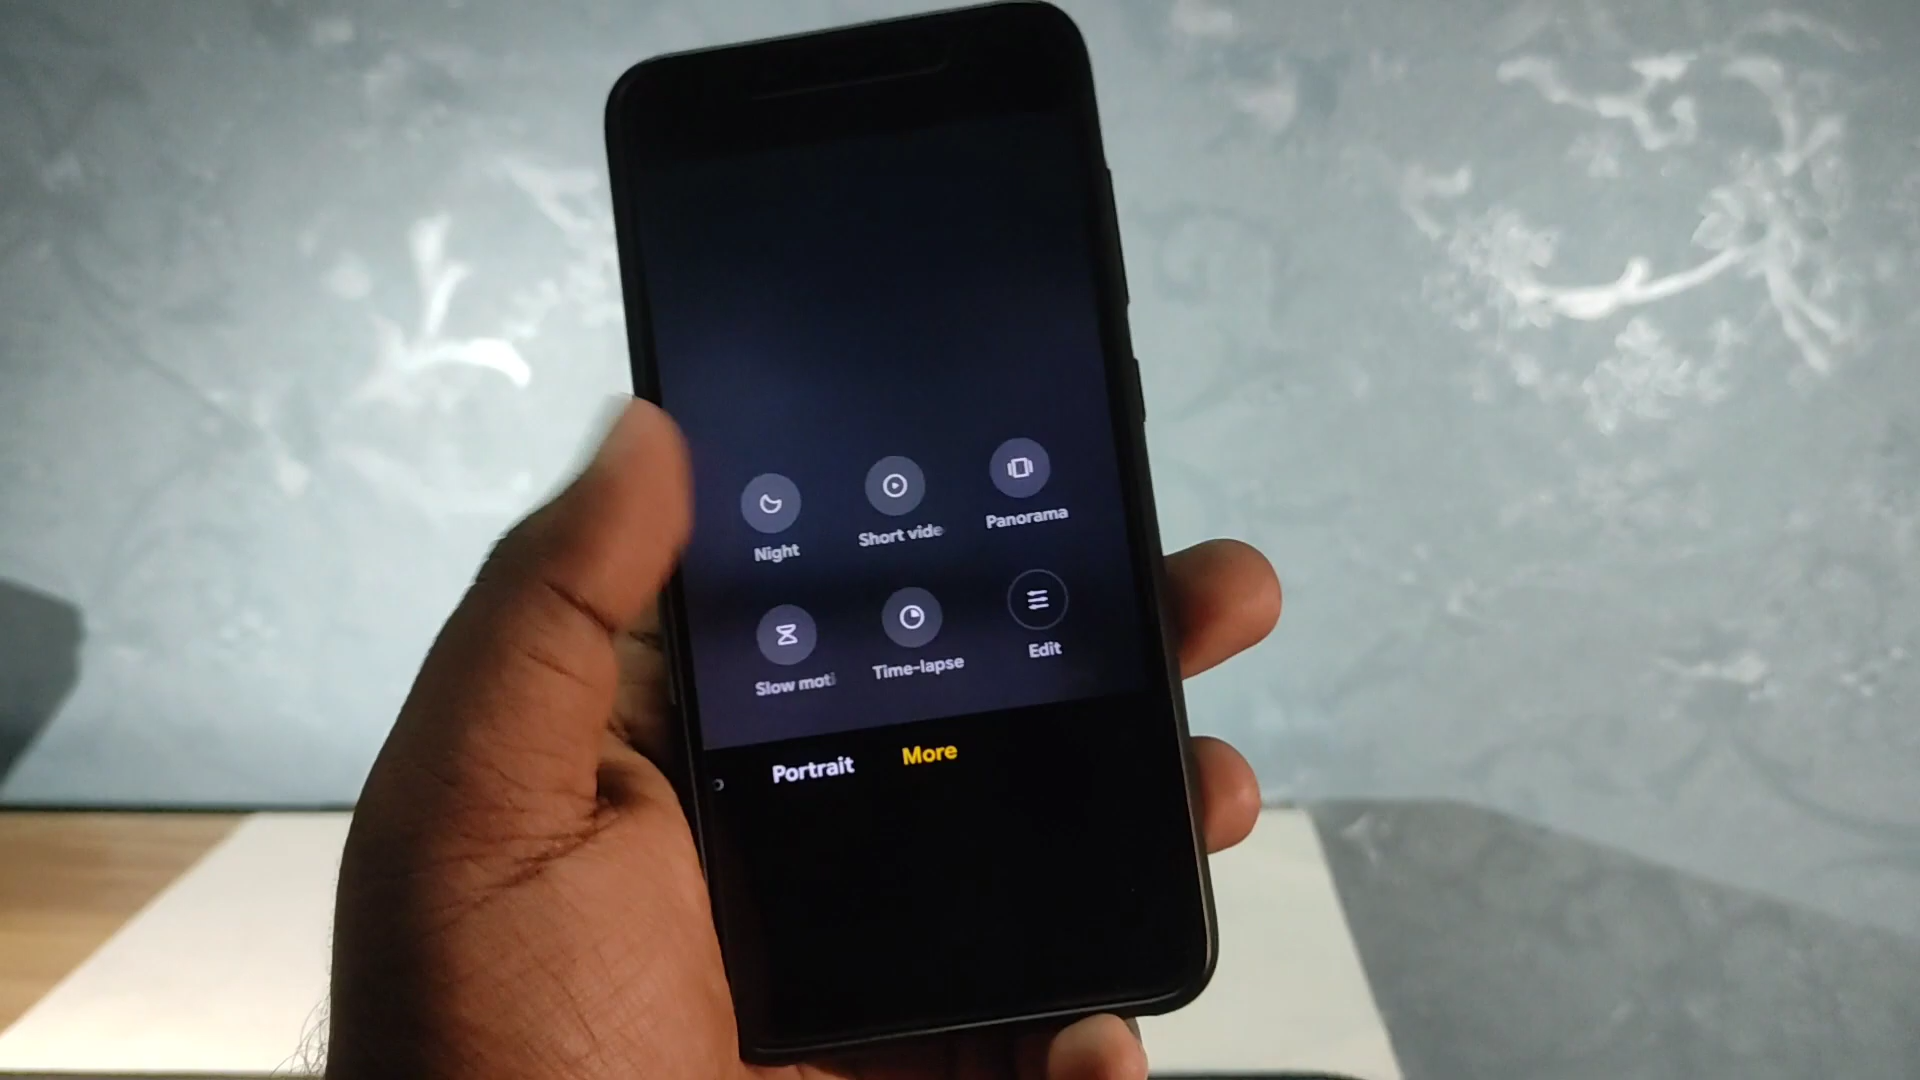 Night
Short vide
Panorama
Slow moti
Time-lapse
Edit
o
Portrait
More